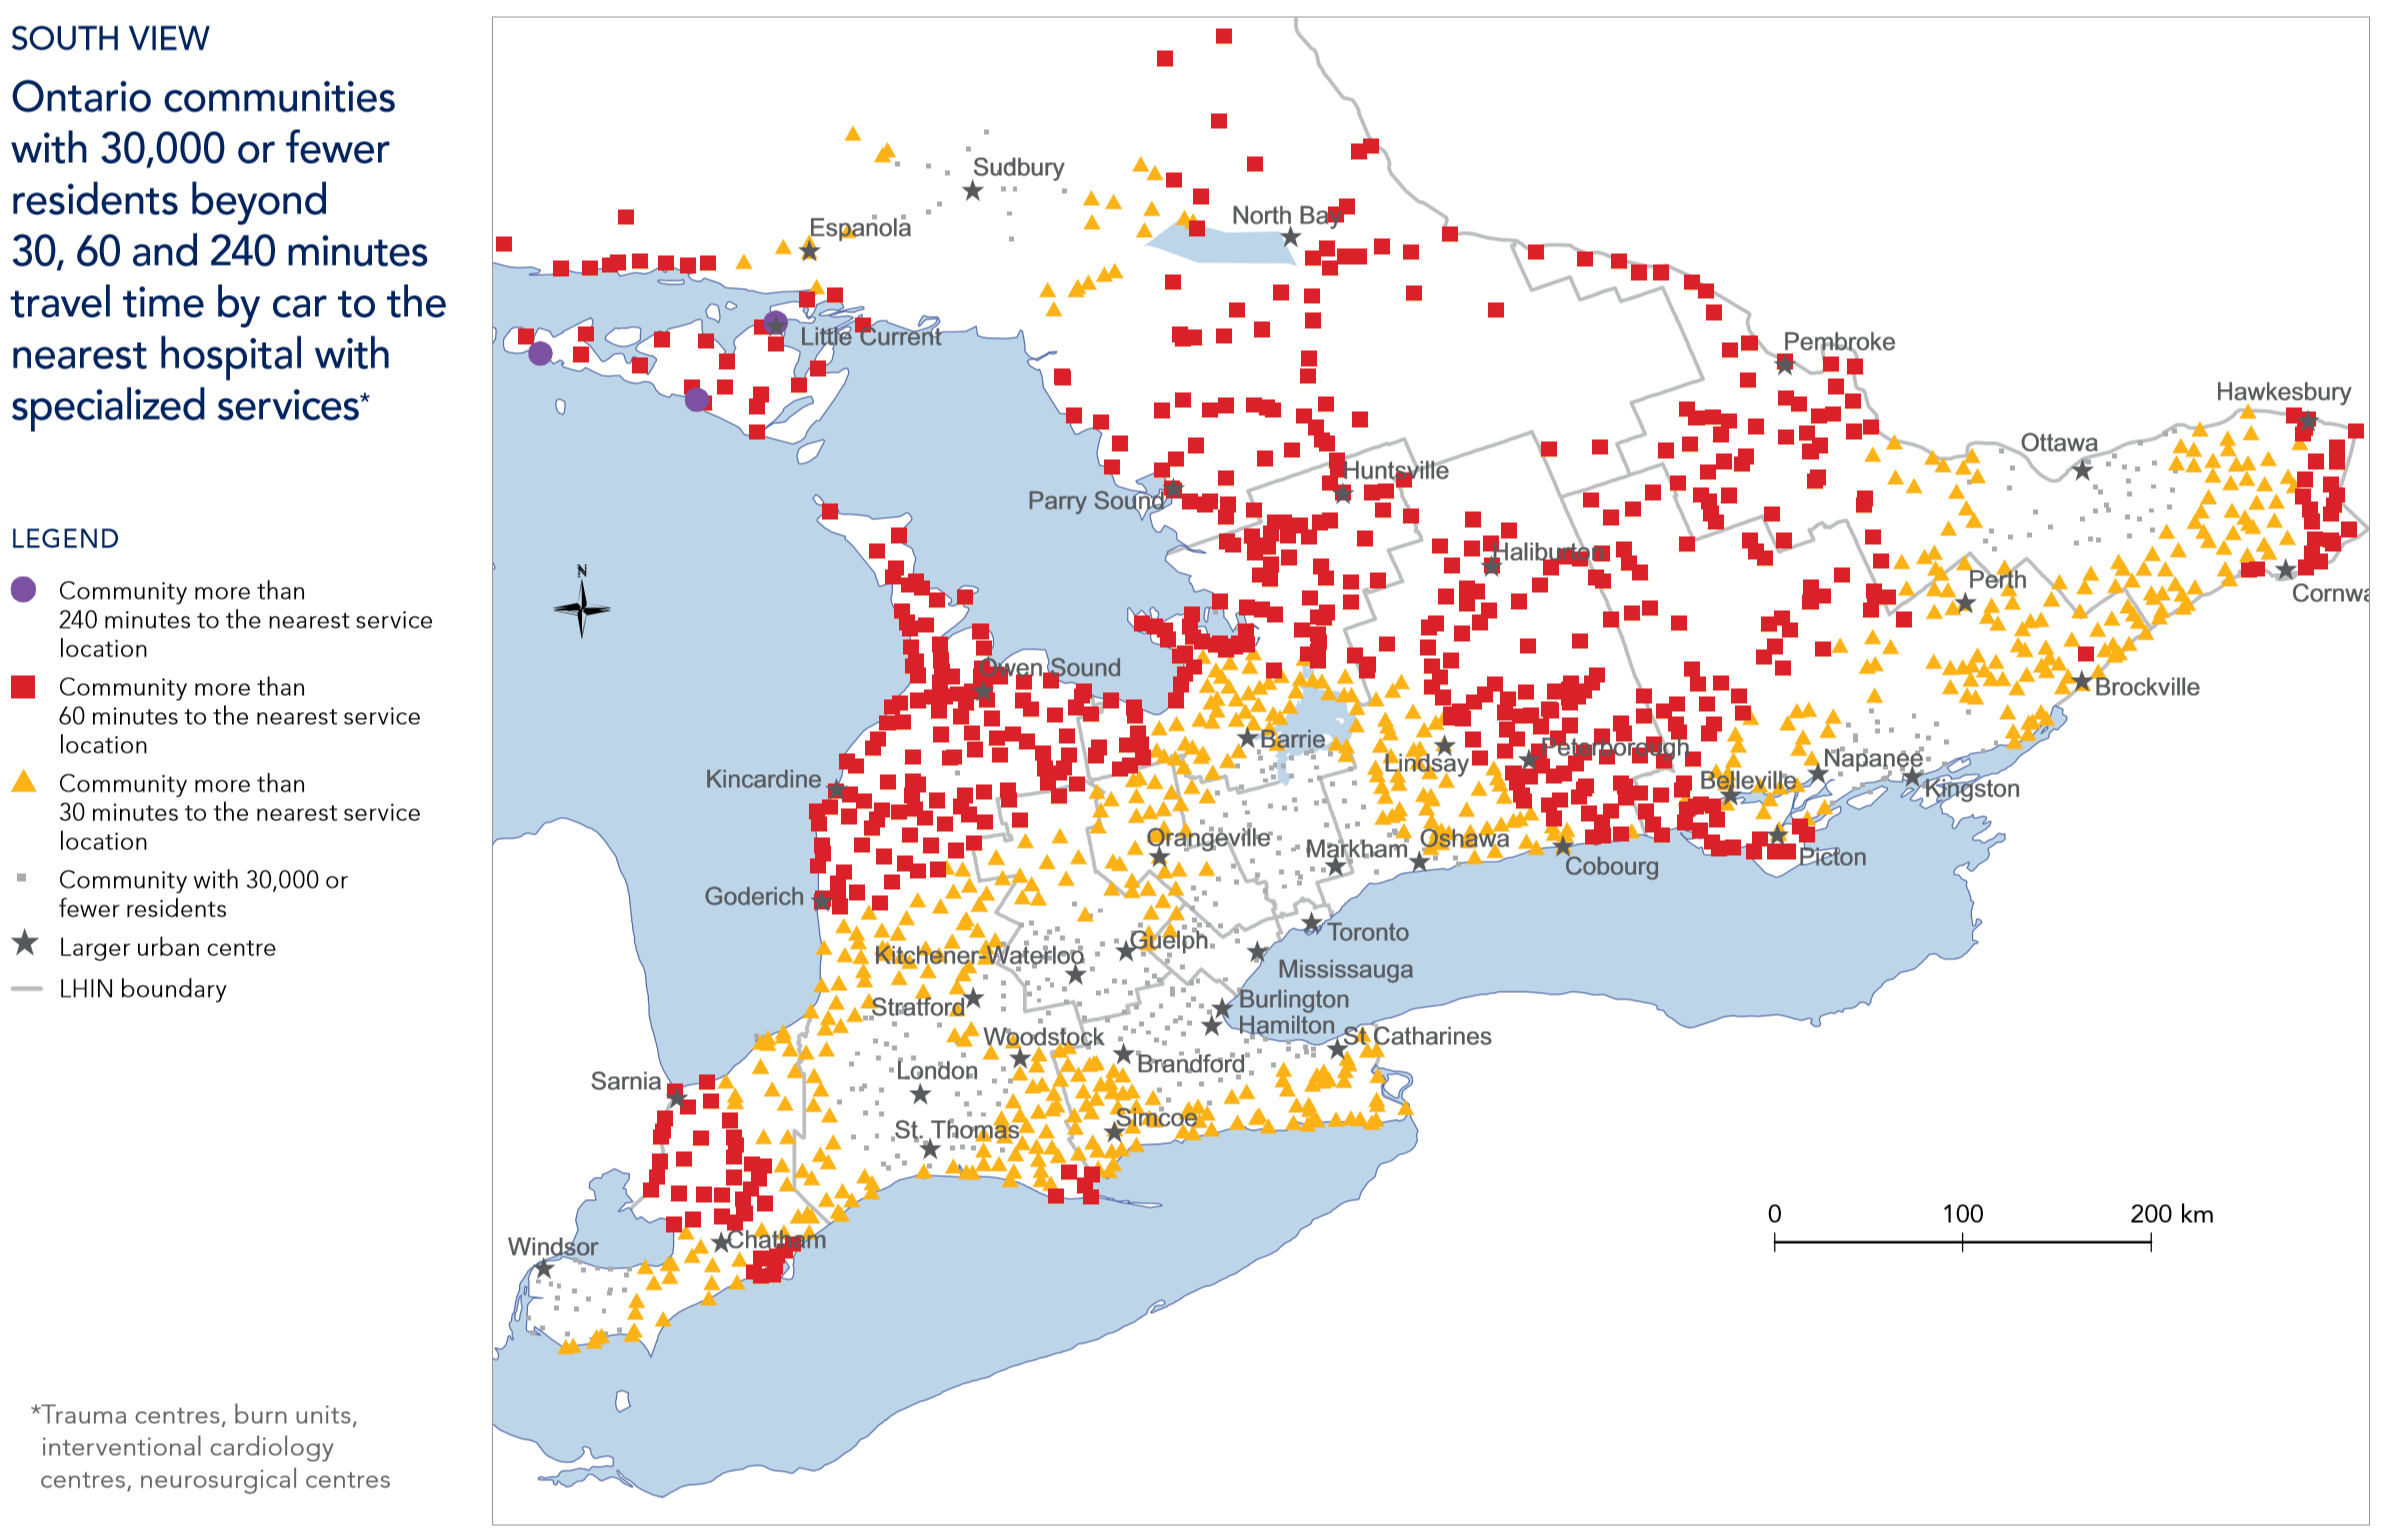 SOUTH VIEW
Ontario communities
with 30,000 or fewer
residents beyond
30, 60 and 240 minutes
travel time by car to the
nearest hospital with
specialized services*
LEGEND
Community more than
240 minutes to the nearest service
location
Community more than
60 minutes to the nearest service
location
Community more than
30 minutes to the nearest service
location
Community with 30,000 or
fewer residents
Larger urban centre
LHIN boundary
*Trauma centres, burn units,
interventional cardiology
centres, neurosurgical centres
N
Sudbury
North Bay
Espanola
Little Current
Pembroke
Hawkesbury
Ottawa
Huntsville
Parry Sound
Haliburton
Perth
Cornwa
Owen Sound
Brockville
Barrie
Peterborough
Lindsay
Napanee
Kincardine
Belleville
Kingston
Orangeville
Markham
Oshawa
Picton
Cobourg
Goderich
Toronto
Guelph
Kitchener-Waterloo
Mississauga
Burlington
Stratford
Hamilton
Woodstock
St Catharines
Brandford
London
Sarnia
Simcoe
St. Thomas
Chatham
Windsor
0 100 200 km